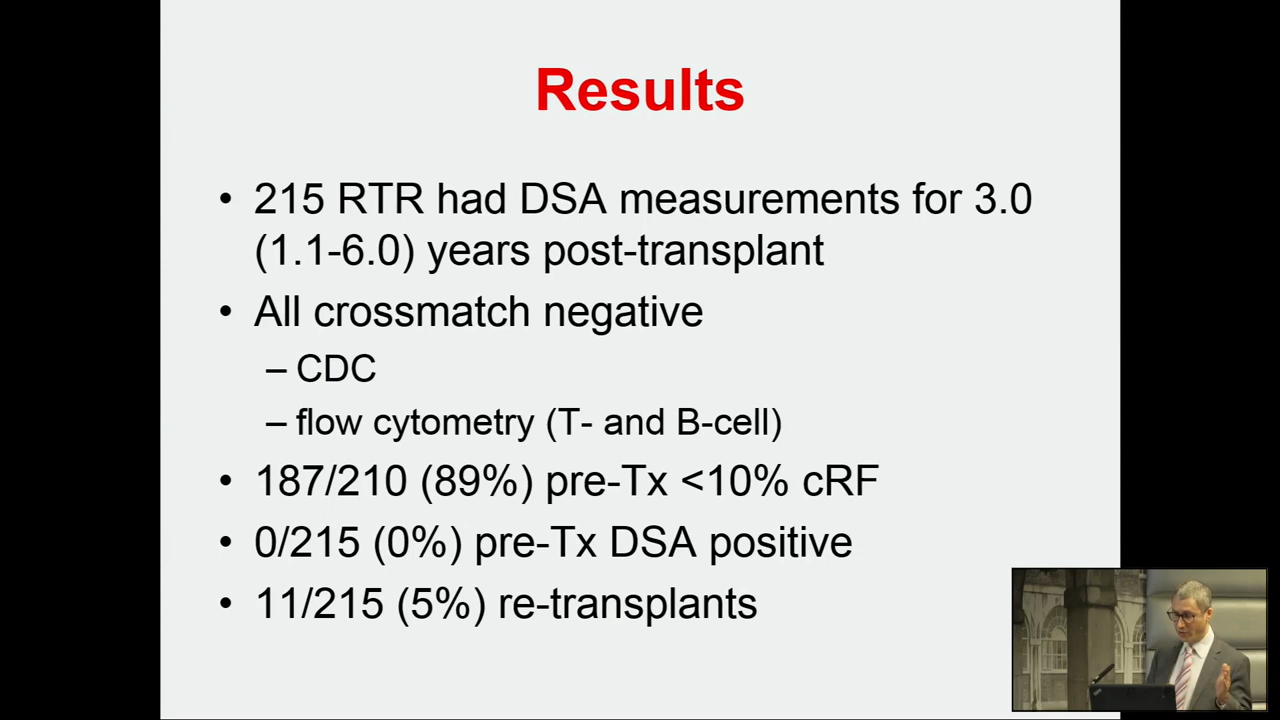 Results
• 215 RTR had DSA measurements for 3.0
(1.1-6.0) years post-transplant
• All crossmatch negative
– CDC
– flow cytometry (T- and B-cell)
• 187/210 (89%) pre-Tx <10% cRF
• 0/215 (0%) pre-Tx DSA positive
• 11/215 (5%) re-transplants